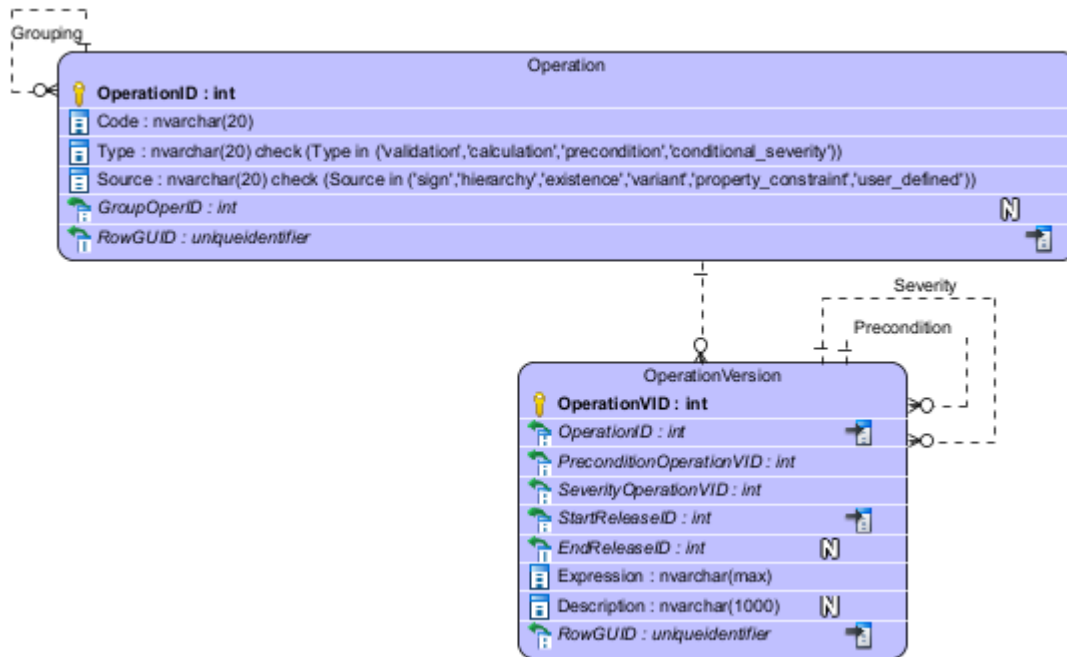 Grouping
Operation
OperationID : int
Code : nvarchar(20)
Type : nvarchar(20) check (Type in ('validation','calculation','precondition','conditional_severity'))
Source : nvarchar(20) check (Source in ('sign','hierarchy','existence','variant','property_constraint','user_defined'))
GroupOperID : int
N
RowGUID : uniqueidentifier
Severity
Precondition
OperationVersion
OperationVID : int
OperationID : int
PreconditionOperationVID : int
SeverityOperationVID : int
StartReleaseID : int
EndReleaseID : int
N
Expression : nvarchar(max)
Description : nvarchar(1000)
N
RowGUID : uniqueidentifier